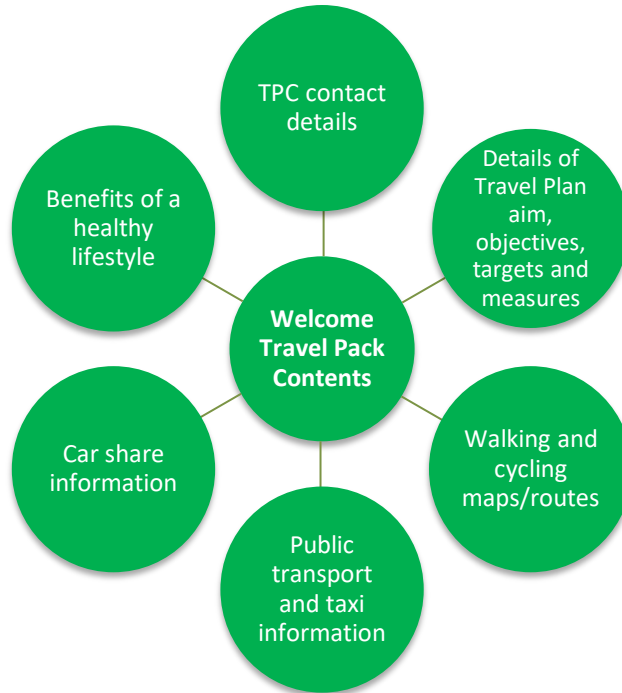 TPC contact
details
Details of
Travel Plan
aim,
objectives,
targets and
measures
Benefits of a
healthy
lifestyle
Welcome
Travel Pack
Contents
Car share
information
Walking and
cycling
maps/routes
Public
transport
and taxi
information